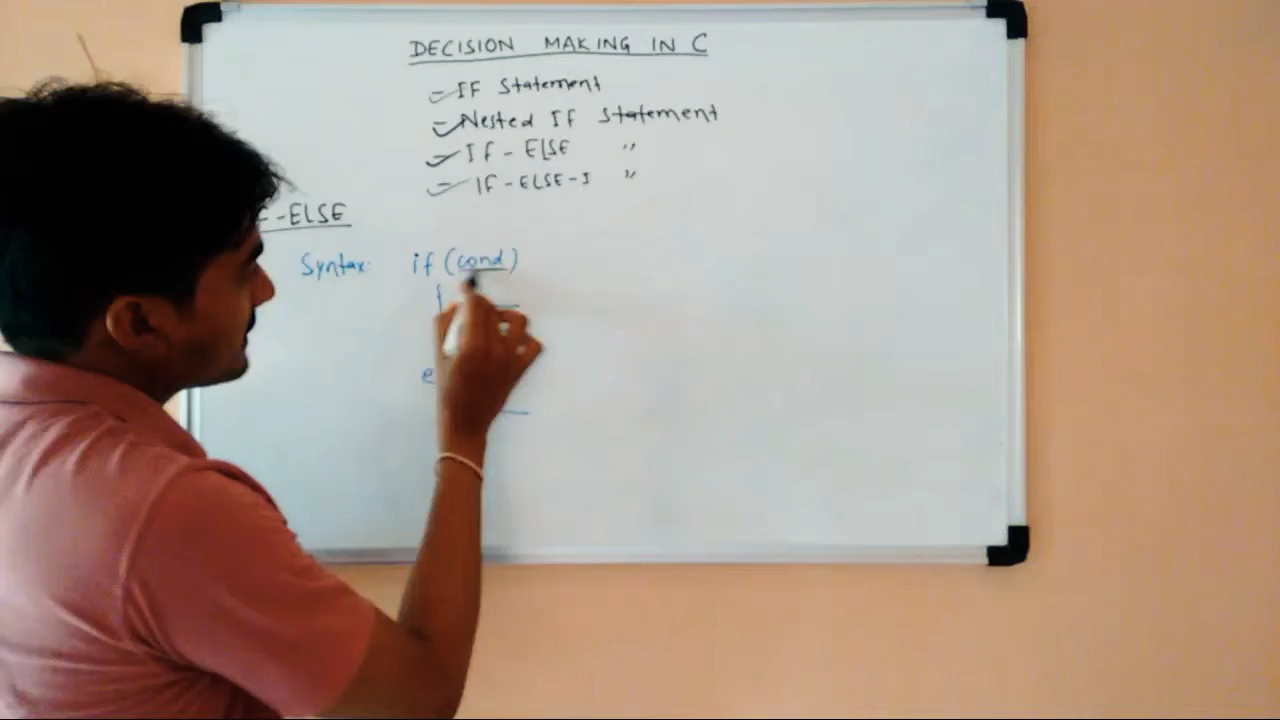 DECISION MAKING IN C
IF Statement
Nested IF Statement
IF - ELSE "
IF - ELSE - J "
F - ELSE
Syntax: if (cond)
{
e